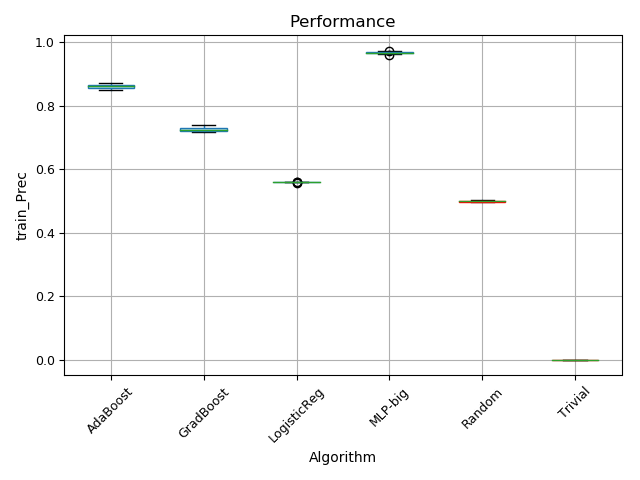 Performance
train_Prec
1.0
0.8
0.6
0.4
0.2
0.0
AdaBoost
GradBoost
LogisticReg
MLP-big
Random
Trivial
Algorithm